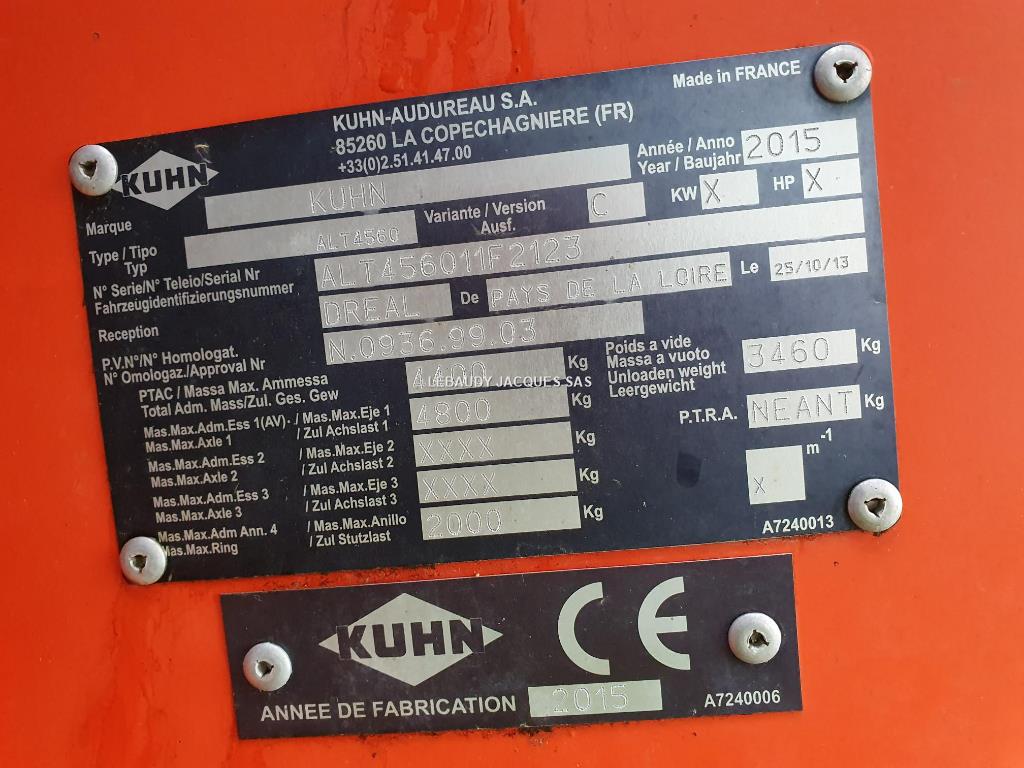 KUHN-AUDUREAU S.A.
Made in FRANCE
85260 LA COPECHAGNIERE (FR)
+33(0)2.51.41.47.00
KUHN
Marque KUHN
Année / Anno 2015
Year / Baujahr
Type / Tipo ALT4560
Typ
Variante / Version C
Ausf.
KW X HP X
N° Serie/N° Teleio/Serial Nr ALT456011F2123
Fahrzeugidentifizierungsnummer
Reception DREAL De PAYS DE LA LOIRE Le 25/10/13
P.V.N°/N° Homologat. N.0936.99.03
N° Omologaz./Approval Nr
PTAC / Massa Max. Ammessa Kg
Total Adm. Mass/Zul. Ges. Gew
LEBAUDY JACQUES SAS
Poids a vide 3460 Kg
Massa a vuoto
Unloaden weight
Leergewicht
Mas.Max.Adm.Ess 1(AV). / Mas.Max.Eje 1 4800 Kg
Mas.Max.Axle 1 / Zul Achslast 1
P.T.R.A. NEANT Kg
Mas.Max.Adm.Ess 2 / Mas.Max.Eje 2 XXXX Kg
Mas.Max.Axle 2 / Zul Achslast 2
X m-1
Mas.Max.Adm.Ess 3 / Mas.Max.Eje 3 XXXX Kg
Mas.Max.Axle 3 / Zul Achslast 3
Mas.Max.Adm Ann. 4 / Mas.Max.Anillo 2000 Kg
Mas.Max.Ring / Zul Stutzlast
A7240013
KUHN CE
ANNEE DE FABRICATION 2015 A7240006